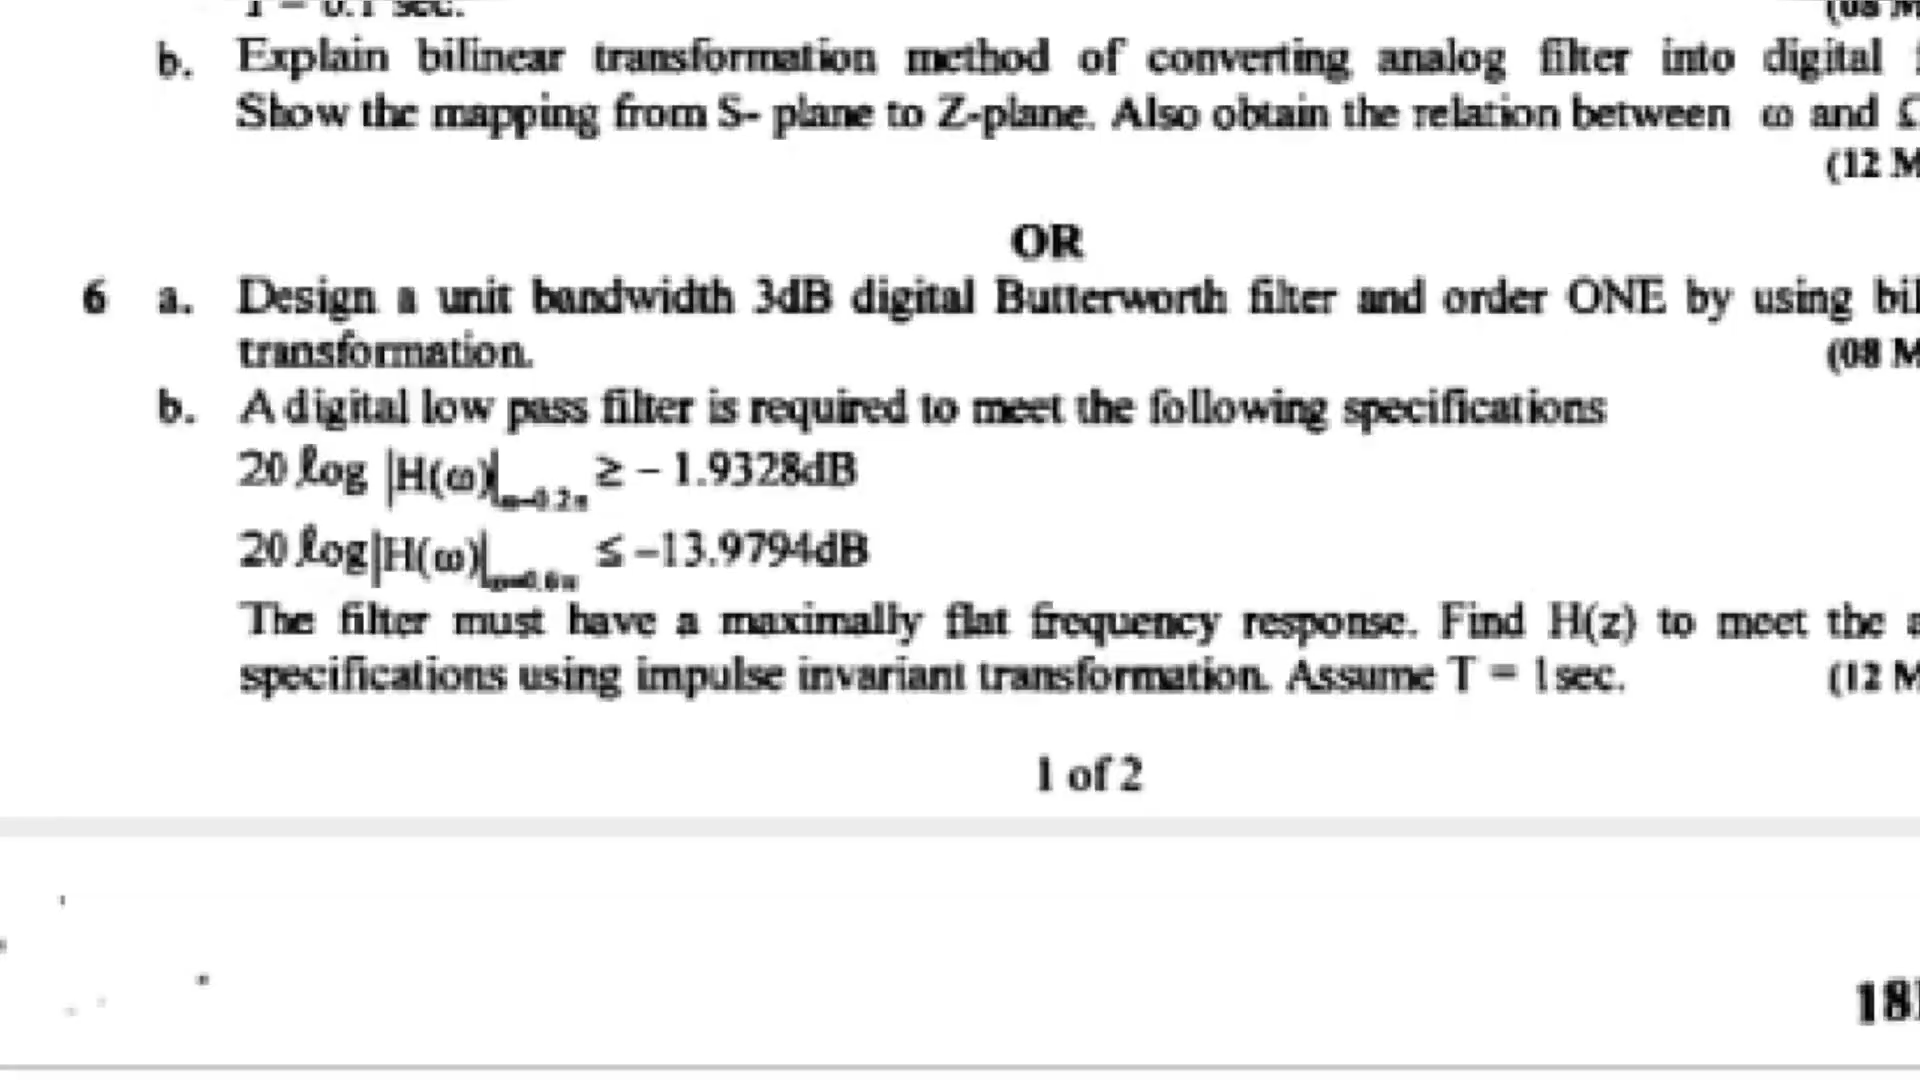 T = 0.1 sec. (08 M
b. Explain bilinear transformation method of converting analog filter into digital
Show the mapping from S- plane to Z-plane. Also obtain the relation between ω and Ω
(12 M
OR
6 a. Design a unit bandwidth 3dB digital Butterworth filter and order ONE by using bil
transformation. (08 M
b. A digital low pass filter is required to meet the following specifications
20 log |H(ω)|ω=0.2π ≥ – 1.9328dB
20 log|H(ω)|ω=0.6π ≤ –13.9794dB
The filter must have a maximally flat frequency response. Find H(z) to meet the a
specifications using impulse invariant transformation. Assume T = 1sec. (12 M
1 of 2
18